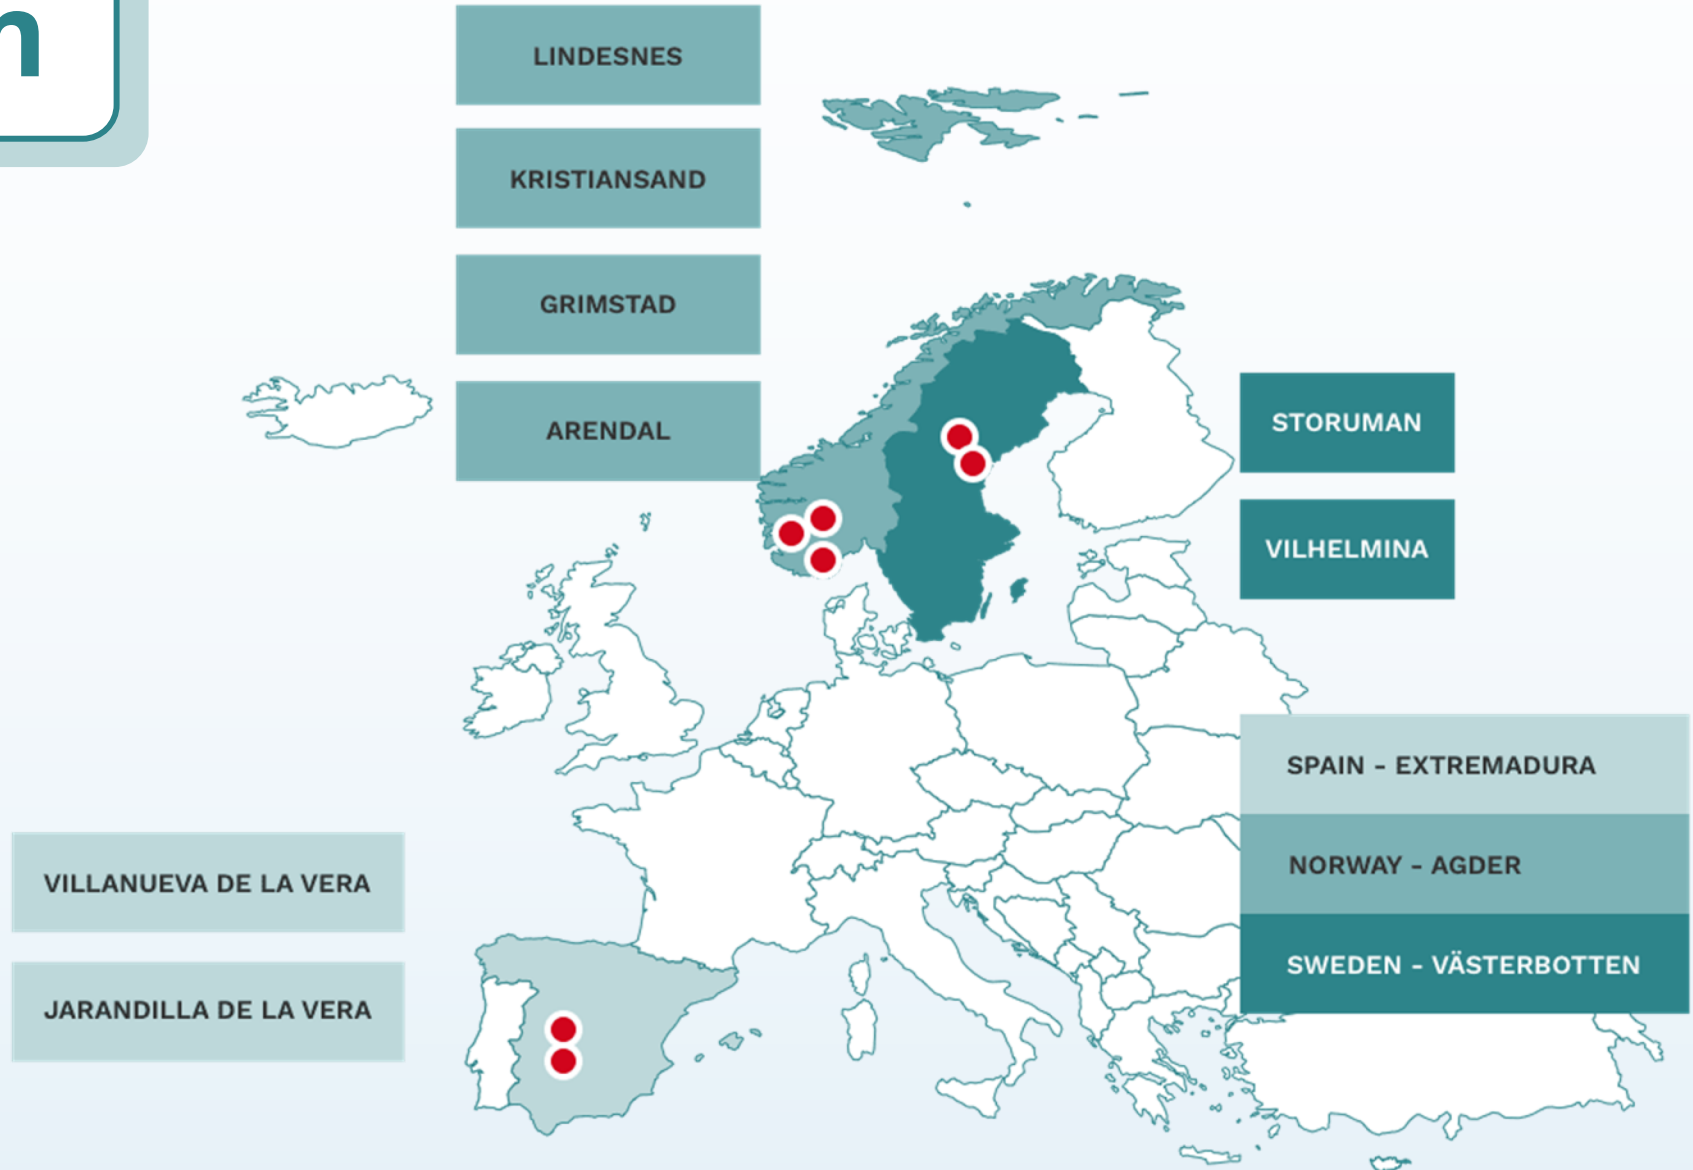 n
LINDESNES
KRISTIANSAND
GRIMSTAD
ARENDAL
STORUMAN
VILHELMINA
SPAIN - EXTREMADURA
NORWAY - AGDER
SWEDEN - VÄSTERBOTTEN
VILLANUEVA DE LA VERA
JARANDILLA DE LA VERA